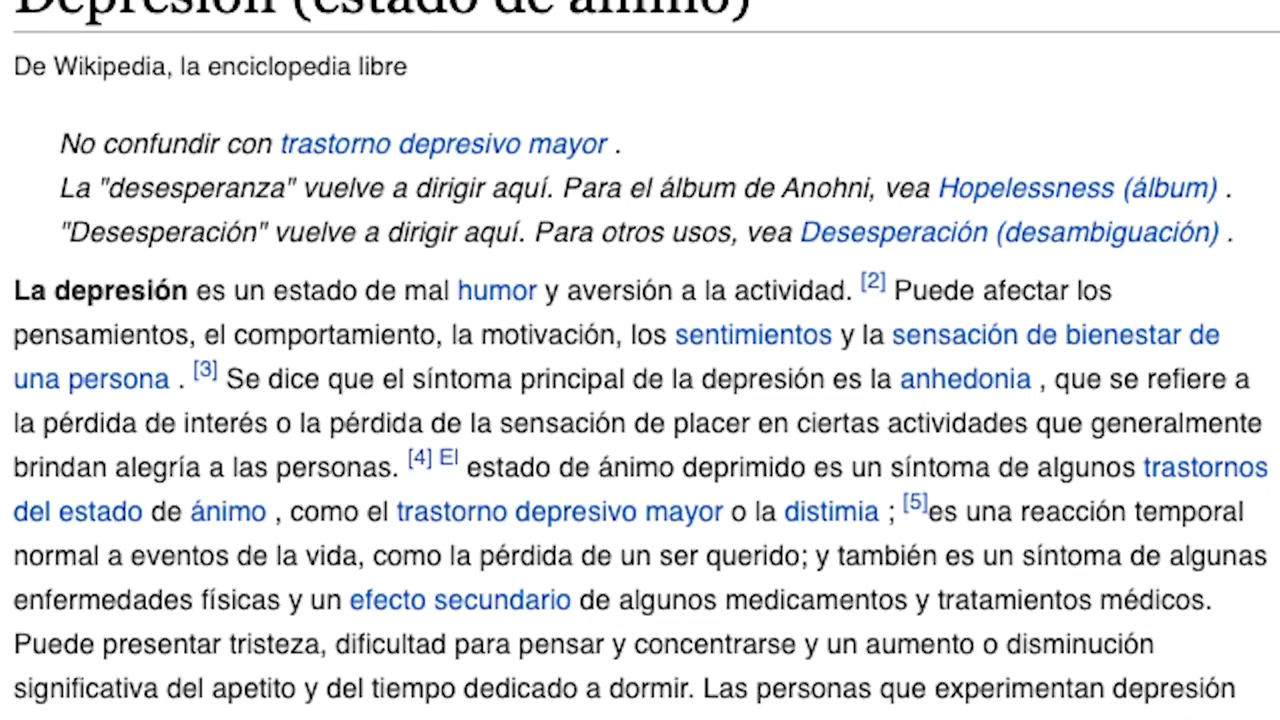 Depresión (estado de ánimo)
De Wikipedia, la enciclopedia libre
No confundir con trastorno depresivo mayor .
La "desesperanza" vuelve a dirigir aquí. Para el álbum de Anohni, vea Hopelessness (álbum) .
"Desesperación" vuelve a dirigir aquí. Para otros usos, vea Desesperación (desambiguación) .
La depresión es un estado de mal humor y aversión a la actividad. [2] Puede afectar los
pensamientos, el comportamiento, la motivación, los sentimientos y la sensación de bienestar de
una persona . [3] Se dice que el síntoma principal de la depresión es la anhedonia , que se refiere a
la pérdida de interés o la pérdida de la sensación de placer en ciertas actividades que generalmente
brindan alegría a las personas. [4] El estado de ánimo deprimido es un síntoma de algunos trastornos
del estado de ánimo , como el trastorno depresivo mayor o la distimia ; [5]es una reacción temporal
normal a eventos de la vida, como la pérdida de un ser querido; y también es un síntoma de algunas
enfermedades físicas y un efecto secundario de algunos medicamentos y tratamientos médicos.
Puede presentar tristeza, dificultad para pensar y concentrarse y un aumento o disminución
significativa del apetito y del tiempo dedicado a dormir. Las personas que experimentan depresión